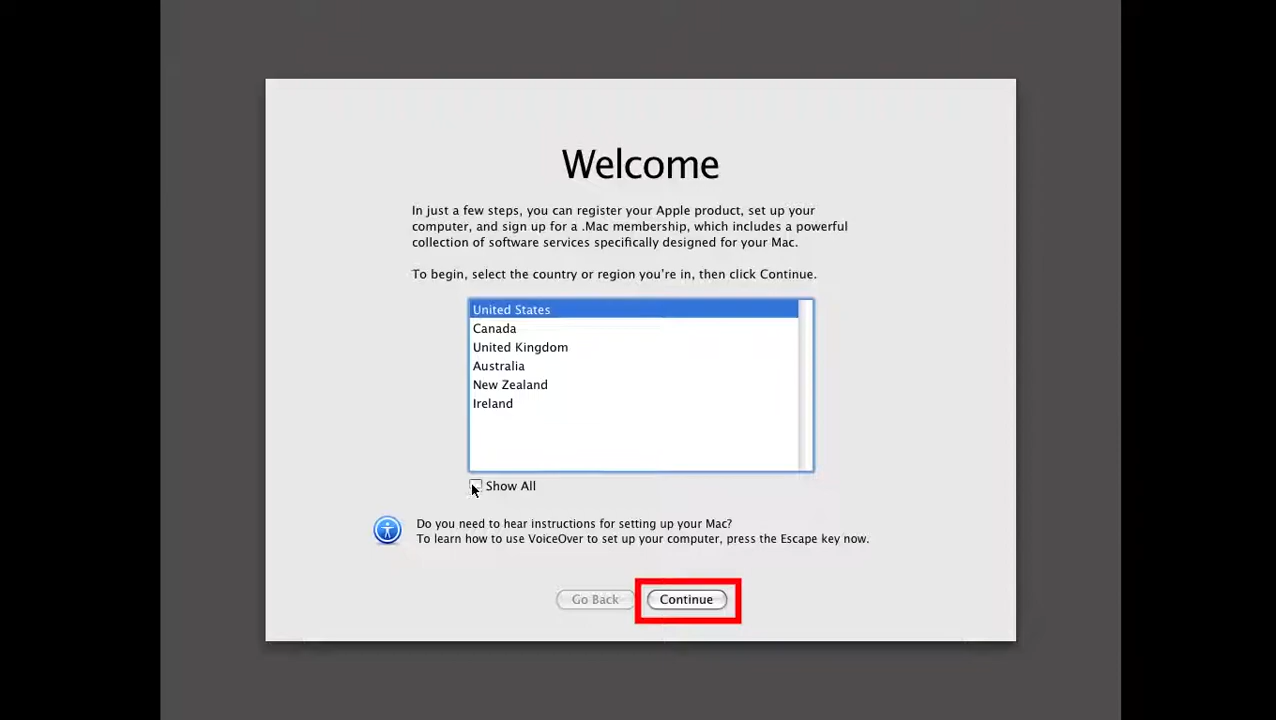 Welcome
In just a few steps, you can register your Apple product, set up your
computer, and sign up for a .Mac membership, which includes a powerful
collection of software services specifically designed for your Mac.
To begin, select the country or region you're in, then click Continue.
United States
Canada
United Kingdom
Australia
New Zealand
Ireland
Show All
Do you need to hear instructions for setting up your Mac?
To learn how to use VoiceOver to set up your computer, press the Escape key now.
Go Back Continue